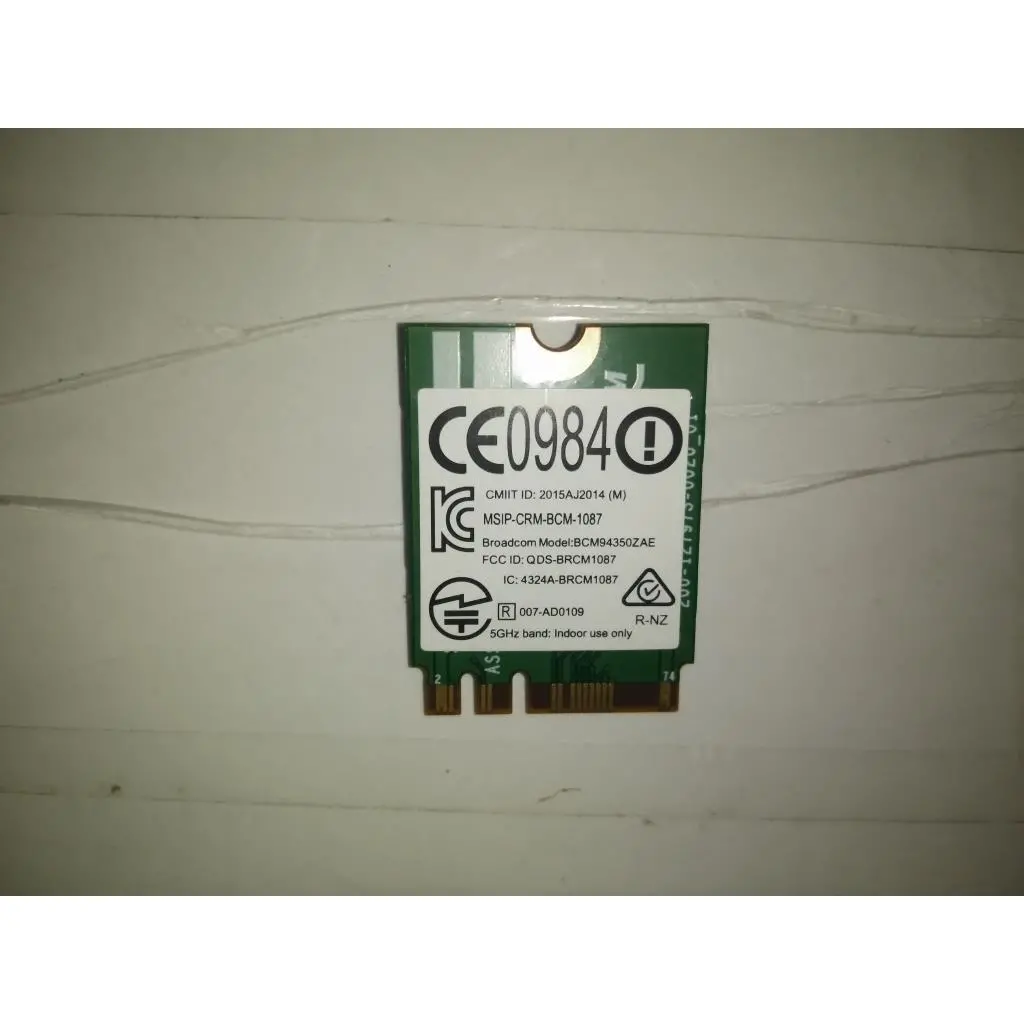 CE0984
CMIIT ID: 2015AJ2014 (M)
MSIP-CRM-BCM-1087
Broadcom Model:BCM94350ZAE
FCC ID: QDS-BRCM1087
IC: 4324A-BRCM1087
R 007-AD0109
R-NZ
5GHz band: Indoor use only
2
74